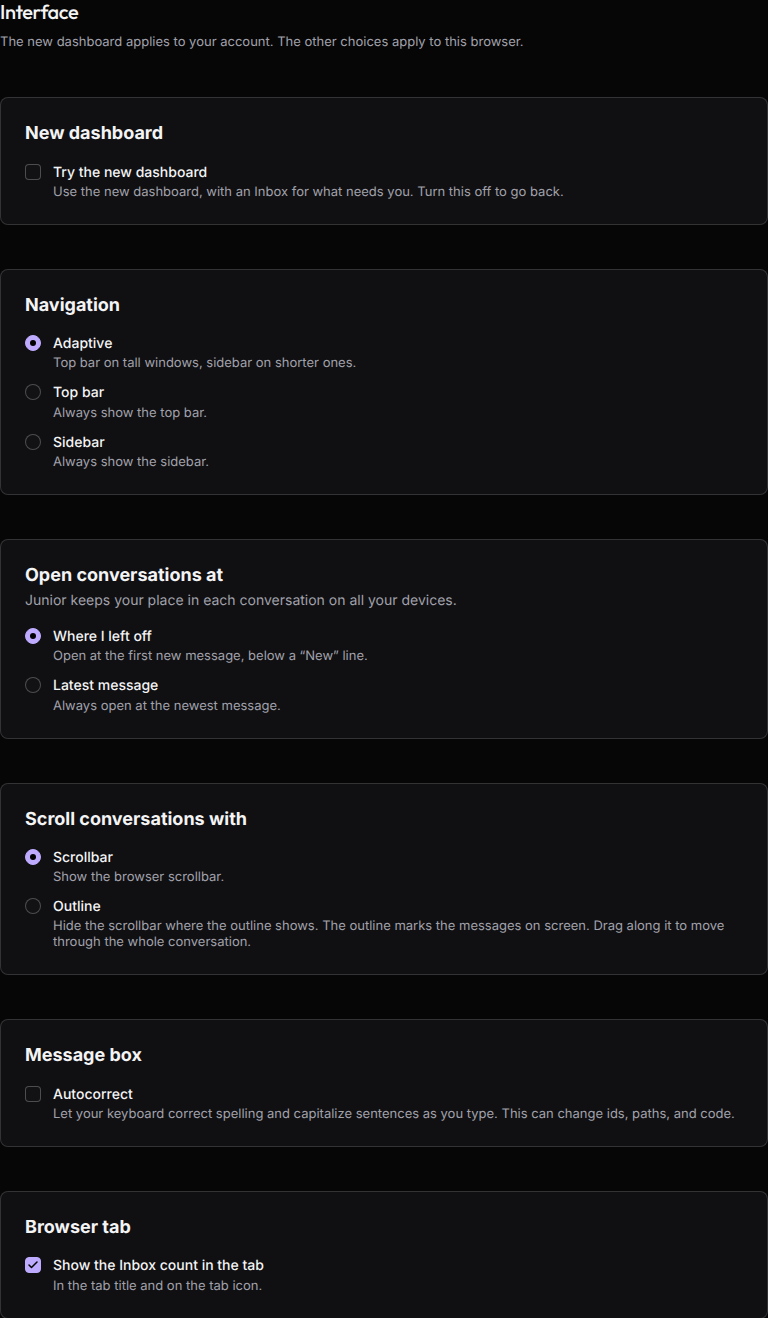 Interface
The new dashboard applies to your account. The other choices apply to this browser.
New dashboard
Try the new dashboard
Use the new dashboard, with an Inbox for what needs you. Turn this off to go back.
Navigation
Adaptive
Top bar on tall windows, sidebar on shorter ones.
Top bar
Always show the top bar.
Sidebar
Always show the sidebar.
Open conversations at
Junior keeps your place in each conversation on all your devices.
Where I left off
Open at the first new message, below a “New” line.
Latest message
Always open at the newest message.
Scroll conversations with
Scrollbar
Show the browser scrollbar.
Outline
Hide the scrollbar where the outline shows. The outline marks the messages on screen. Drag along it to move
through the whole conversation.
Message box
Autocorrect
Let your keyboard correct spelling and capitalize sentences as you type. This can change ids, paths, and code.
Browser tab
Show the Inbox count in the tab
In the tab title and on the tab icon.